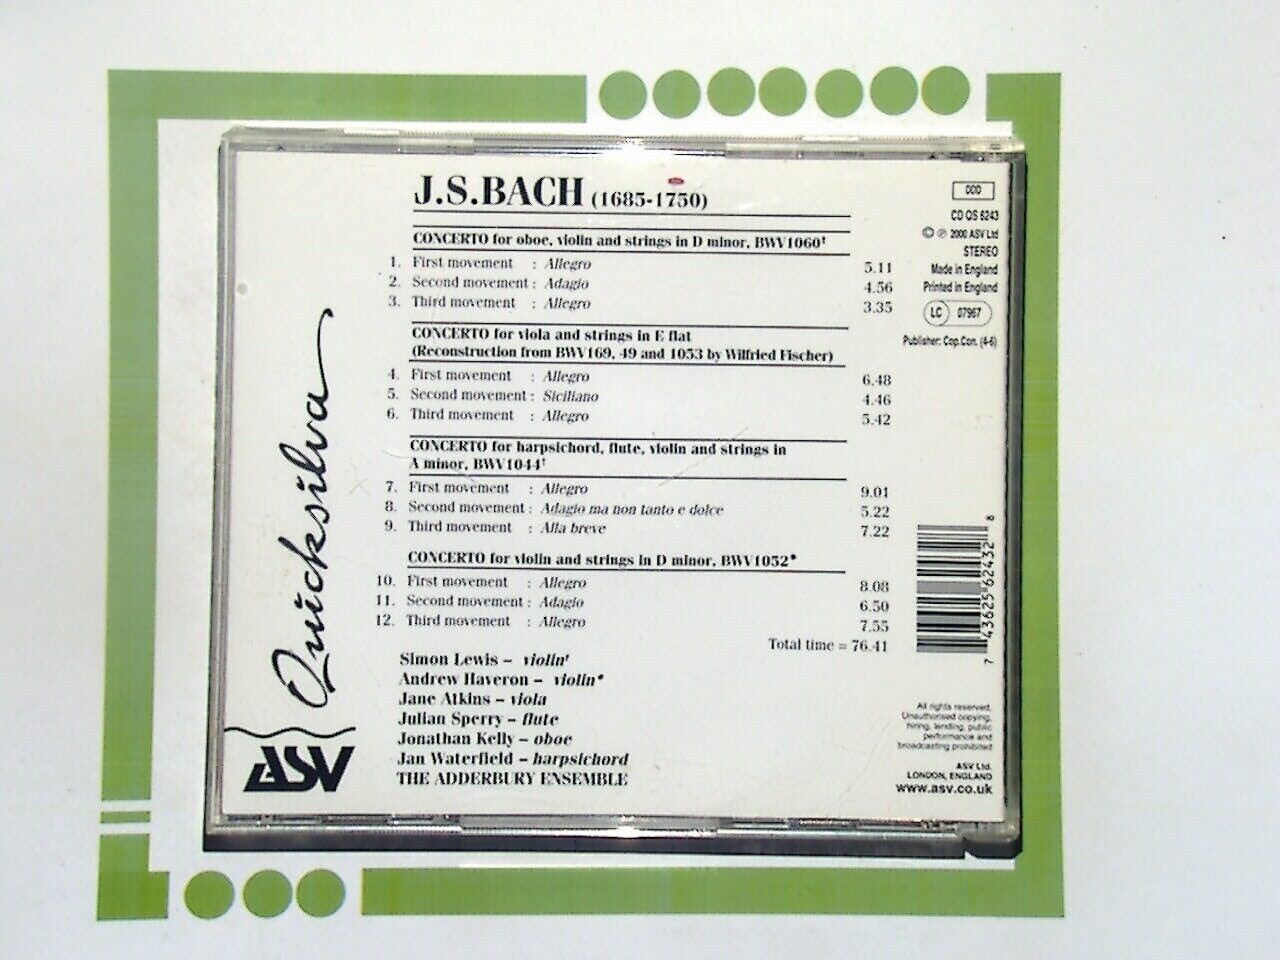 J.S.BACH (1685-1750)
CONCERTO for oboe, violin and strings in D minor, BWV1060†
1. First movement : Allegro 5.11
2. Second movement : Adagio 4.56
3. Third movement : Allegro 3.35
CONCERTO for viola and strings in E flat
(Reconstruction from BWV169, 49 and 1053 by Wilfried Fischer)
4. First movement : Allegro 6.48
5. Second movement : Siciliano 4.46
6. Third movement : Allegro 5.42
CONCERTO for harpsichord, flute, violin and strings in
A minor, BWV1044†
7. First movement : Allegro 9.01
8. Second movement : Adagio ma non tanto e dolce 5.22
9. Third movement : Alla breve 7.22
CONCERTO for violin and strings in D minor, BWV1052*
10. First movement : Allegro 8.08
11. Second movement : Adagio 6.50
12. Third movement : Allegro 7.55
Total time = 76.41
Simon Lewis – violin†
Andrew Haveron – violin*
Jane Atkins – viola
Julian Sperry – flute
Jonathan Kelly – oboe
Jan Waterfield – harpsichord
THE ADDERBURY ENSEMBLE
Quicksilva
ASV
DDD
CD QS 6243
© ℗ 2000 ASV Ltd
STEREO
Made in England
Printed in England
LC 07967
Publisher: Cop.Con. (4-6)
7 43625 62432 8
All rights reserved.
Unauthorised copying,
hiring, lending, public
performance and
broadcasting prohibited
ASV Ltd.
LONDON, ENGLAND
www.asv.co.uk